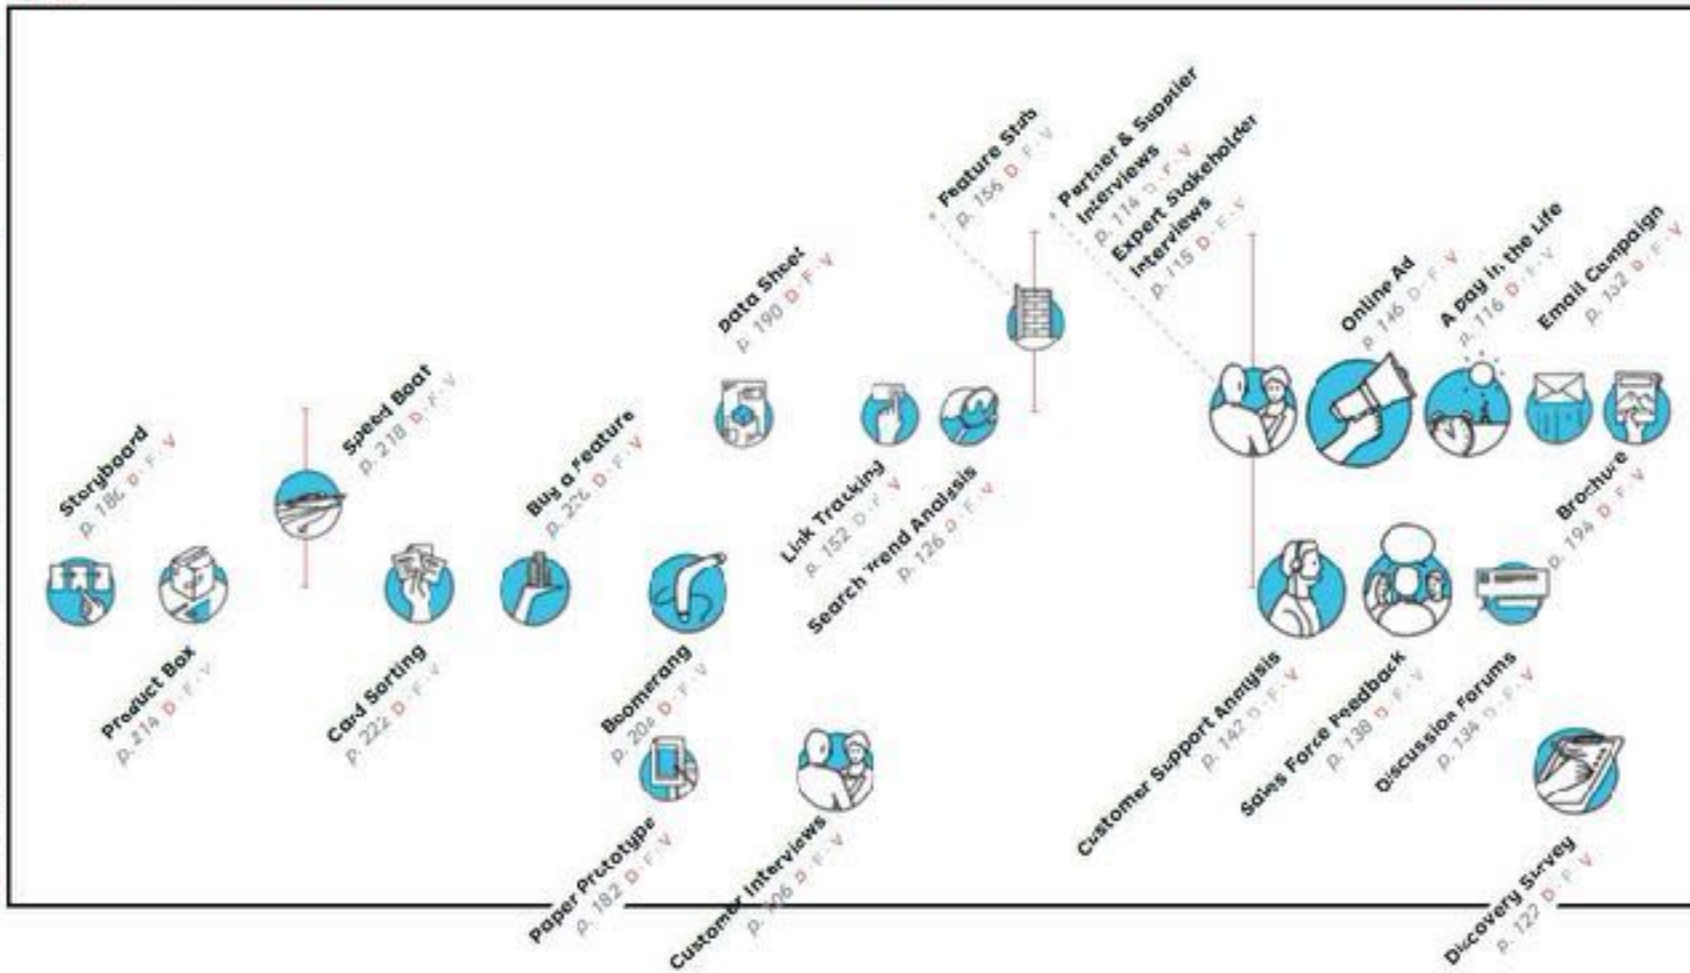 Storyboard
p. 186 D·F·V
Product Box
p. 214 D·F·V
Speed Boat
p. 218 D·F·V
Card Sorting
p. 222 D·F·V
Buy a Feature
p. 226 D·F·V
Boomerang
p. 204 D·F·V
Paper Prototype
p. 182 D·F·V
Data Sheet
p. 190 D·F·V
Customer Interviews
p. 106 D·F·V
Link Tracking
p. 152 D·F·V
Search Trend Analysis
p. 126 D·F·V
Feature Stub
p. 156 D·F·V
Partner & Supplier
Interviews
p. 114 D·F·V
Expert Stakeholder
Interviews
p. 115 D·F·V
Online Ad
p. 146 D·F·V
A Day in the Life
p. 116 D·F·V
Email Campaign
p. 132 D·F·V
Brochure
p. 194 D·F·V
Customer Support Analysis
p. 142 D·F·V
Sales Force Feedback
p. 138 D·F·V
Discussion Forums
p. 134 D·F·V
Discovery Survey
p. 122 D·F·V